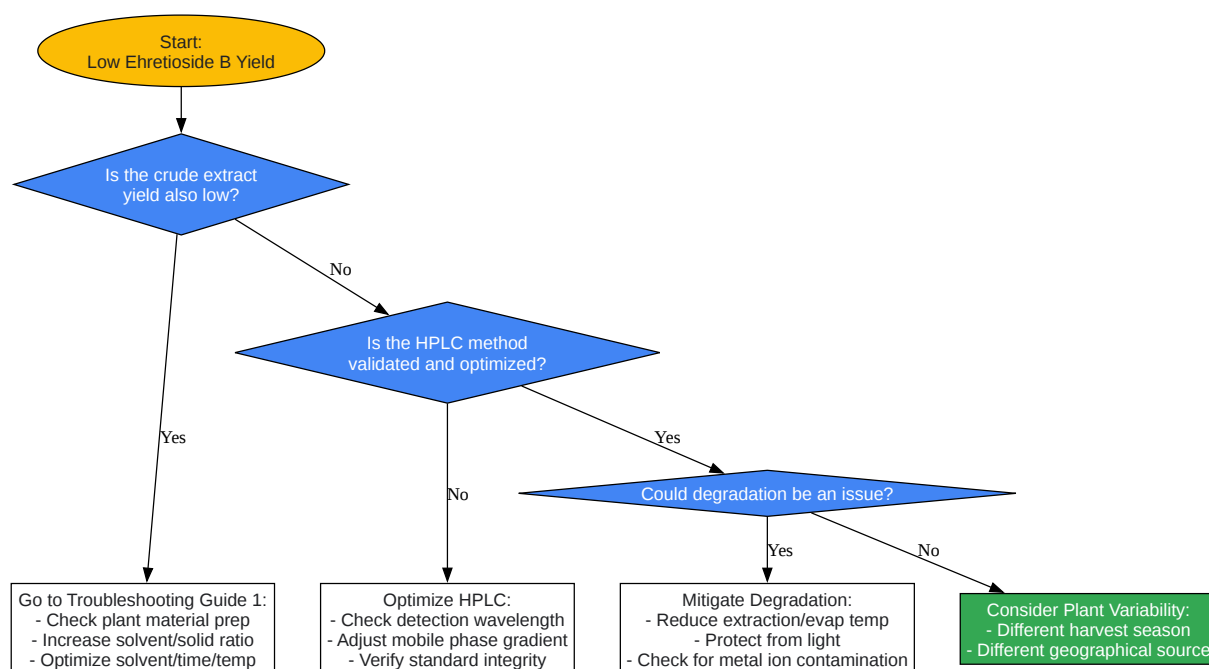 Start:
Low Ehretioside B Yield
Is the crude extract
yield also low?
No
Is the HPLC method
validated and optimized?
Yes
Yes
No
Could degradation be an issue?
Yes
No
Go to Troubleshooting Guide 1:
- Check plant material prep
- Increase solvent/solid ratio
- Optimize solvent/time/temp
Optimize HPLC:
- Check detection wavelength
- Adjust mobile phase gradient
- Verify standard integrity
Mitigate Degradation:
- Reduce extraction/evap temp
- Protect from light
- Check for metal ion contamination
Consider Plant Variability:
- Different harvest season
- Different geographical source